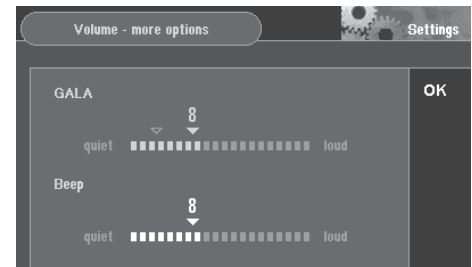 Volume - more options
Settings
GALA
OK
8
quiet loud
Beep
8
quiet loud